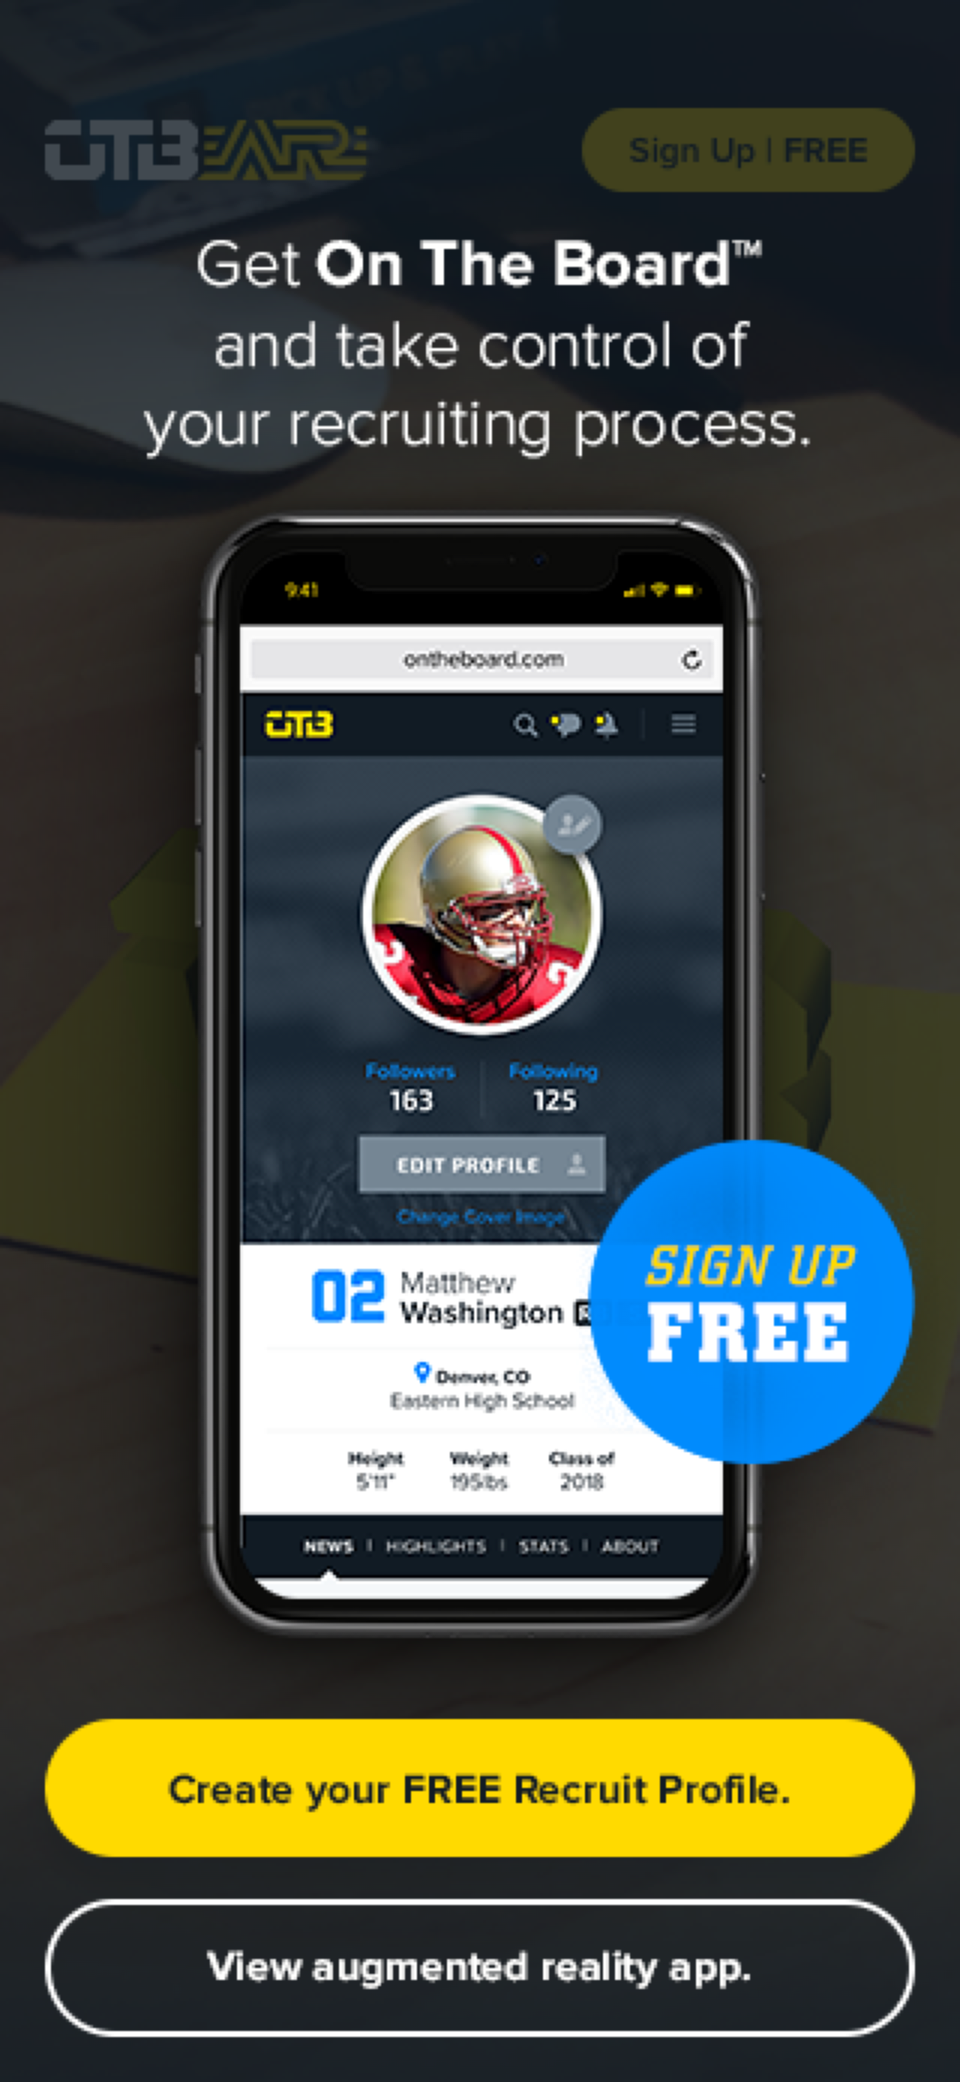 OTB EAR
Sign Up | FREE
Get On The Board™
and take control of
your recruiting process.
9:41
ontheboard.com
OTB
Followers
163
Following
125
EDIT PROFILE
Change Cover Image
02
Matthew
Washington
Denver, CO
Eastern High School
Height
5'11"
Weight
195lbs
Class of
2018
NEWS | HIGHLIGHTS | STATS | ABOUT
SIGN UP
FREE
Create your FREE Recruit Profile.
View augmented reality app.